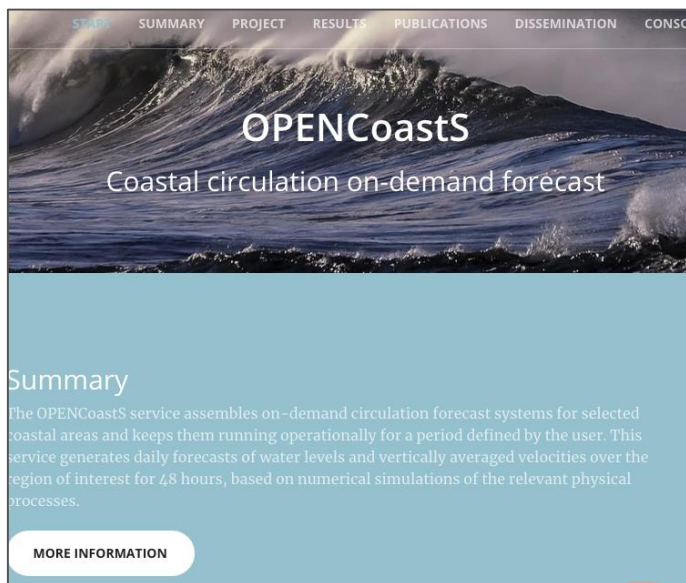 START SUMMARY PROJECT RESULTS PUBLICATIONS DISSEMINATION CONSO
OPENCoastS
Coastal circulation on-demand forecast
Summary
The OPENCoastS service assembles on-demand circulation forecast systems for selected
coastal areas and keeps them running operationally for a period defined by the user. This
service generates daily forecasts of water levels and vertically averaged velocities over the
region of interest for 48 hours, based on numerical simulations of the relevant physical
processes.
MORE INFORMATION